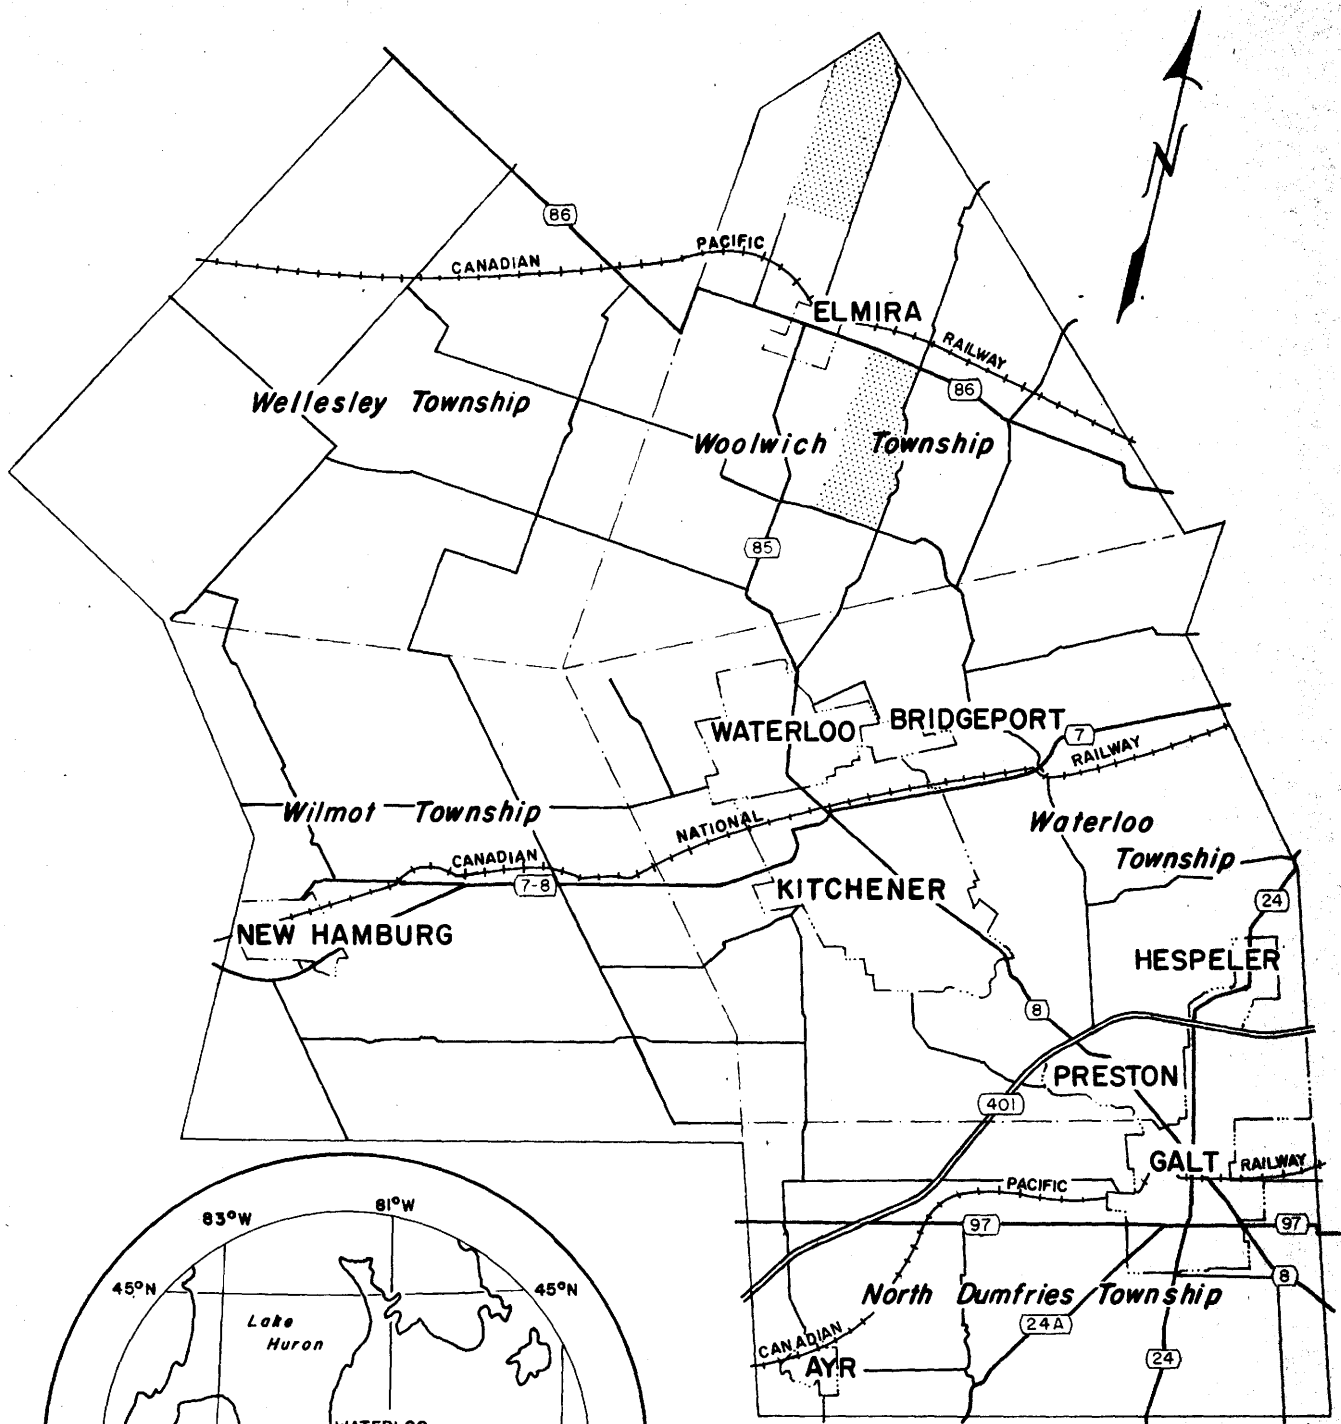 N
86
CANADIAN
PACIFIC
ELMIRA
RAILWAY
86
Wellesley Township
Woolwich Township
85
WATERLOO
BRIDGEPORT
7
RAILWAY
Wilmot Township
NATIONAL
CANADIAN
7-8
Waterloo
Township
KITCHENER
24
NEW HAMBURG
HESPELER
8
PRESTON
401
GALT
RAILWAY
PACIFIC
97
97
8
North Dumfries Township
24A
CANADIAN
AYR
24
83°W
81°W
45°N
45°N
Lake
Huron
WATERLOO